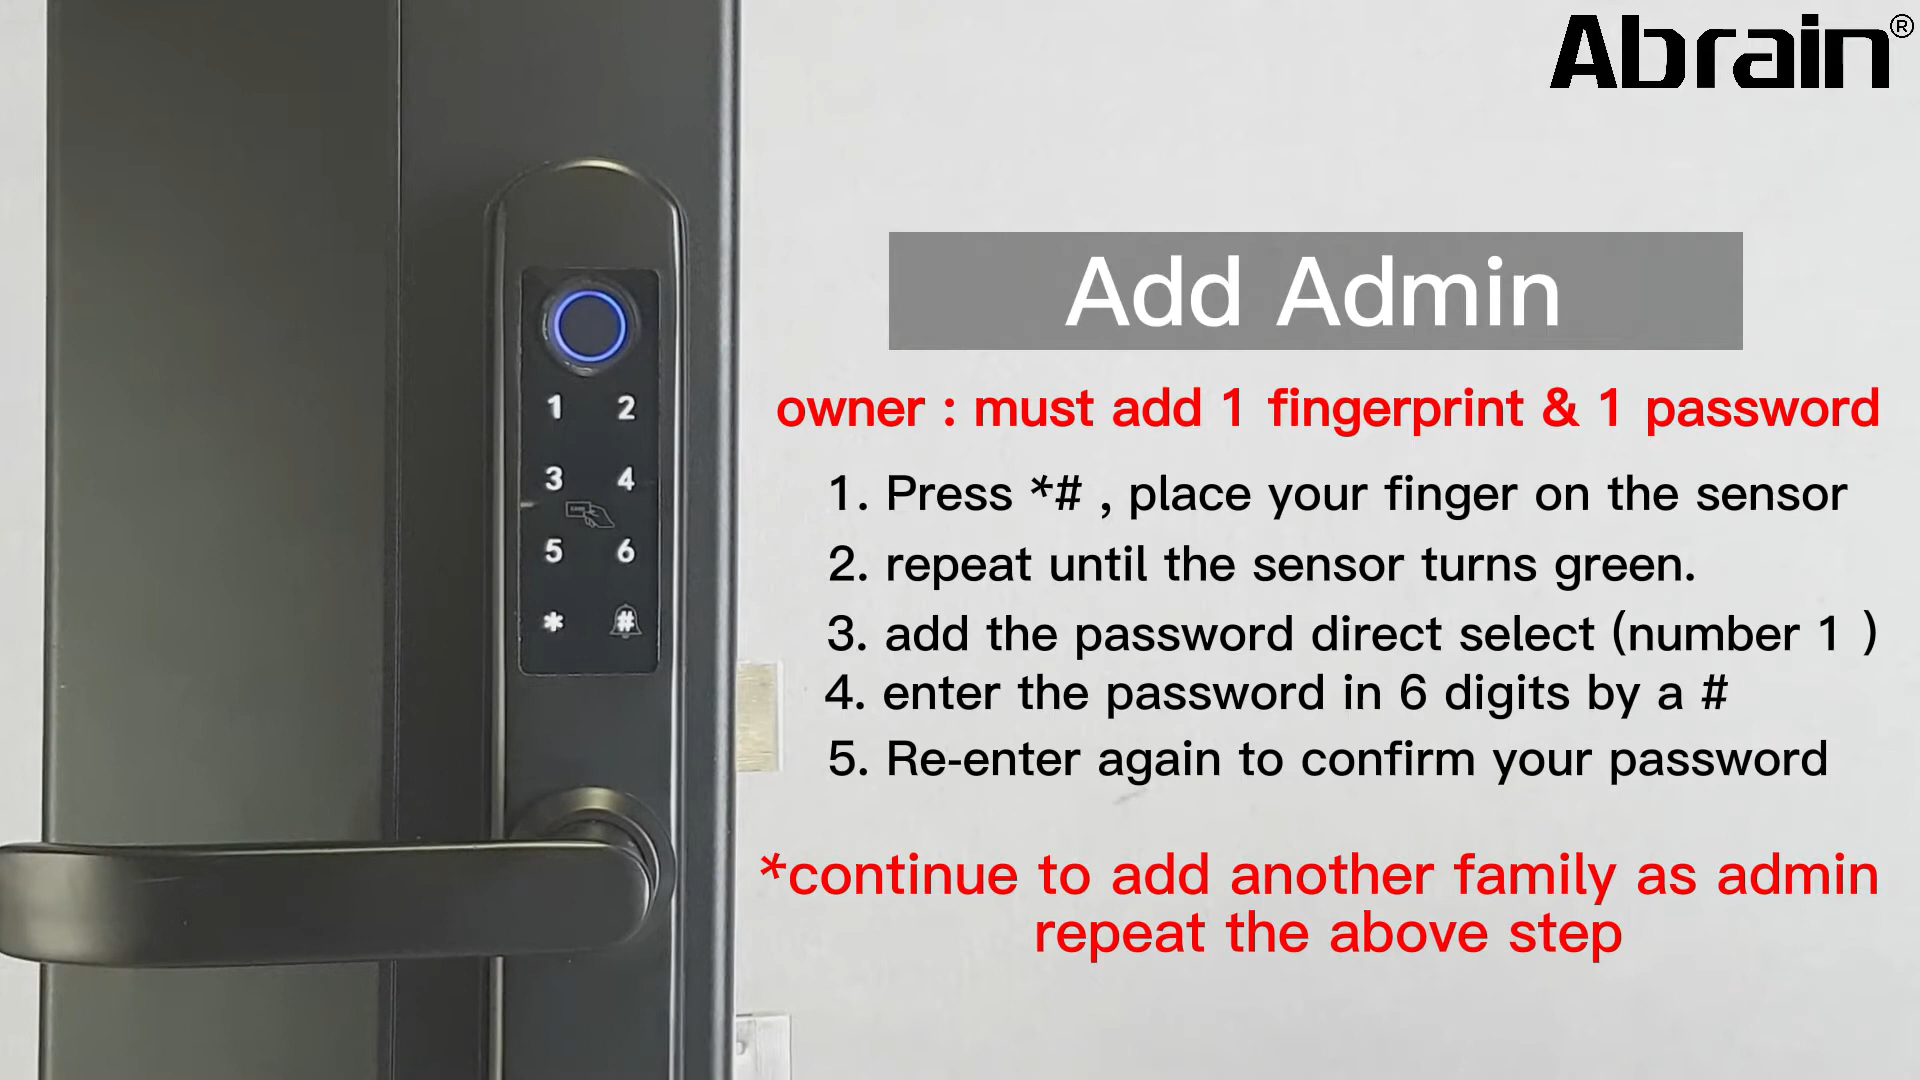 Abrain®
Add Admin
owner : must add 1 fingerprint & 1 password
1. Press *# , place your finger on the sensor
2. repeat until the sensor turns green.
3. add the password direct select (number 1 )
4. enter the password in 6 digits by a #
5. Re-enter again to confirm your password
*continue to add another family as admin
repeat the above step
1 2
3 4
5 6
* #